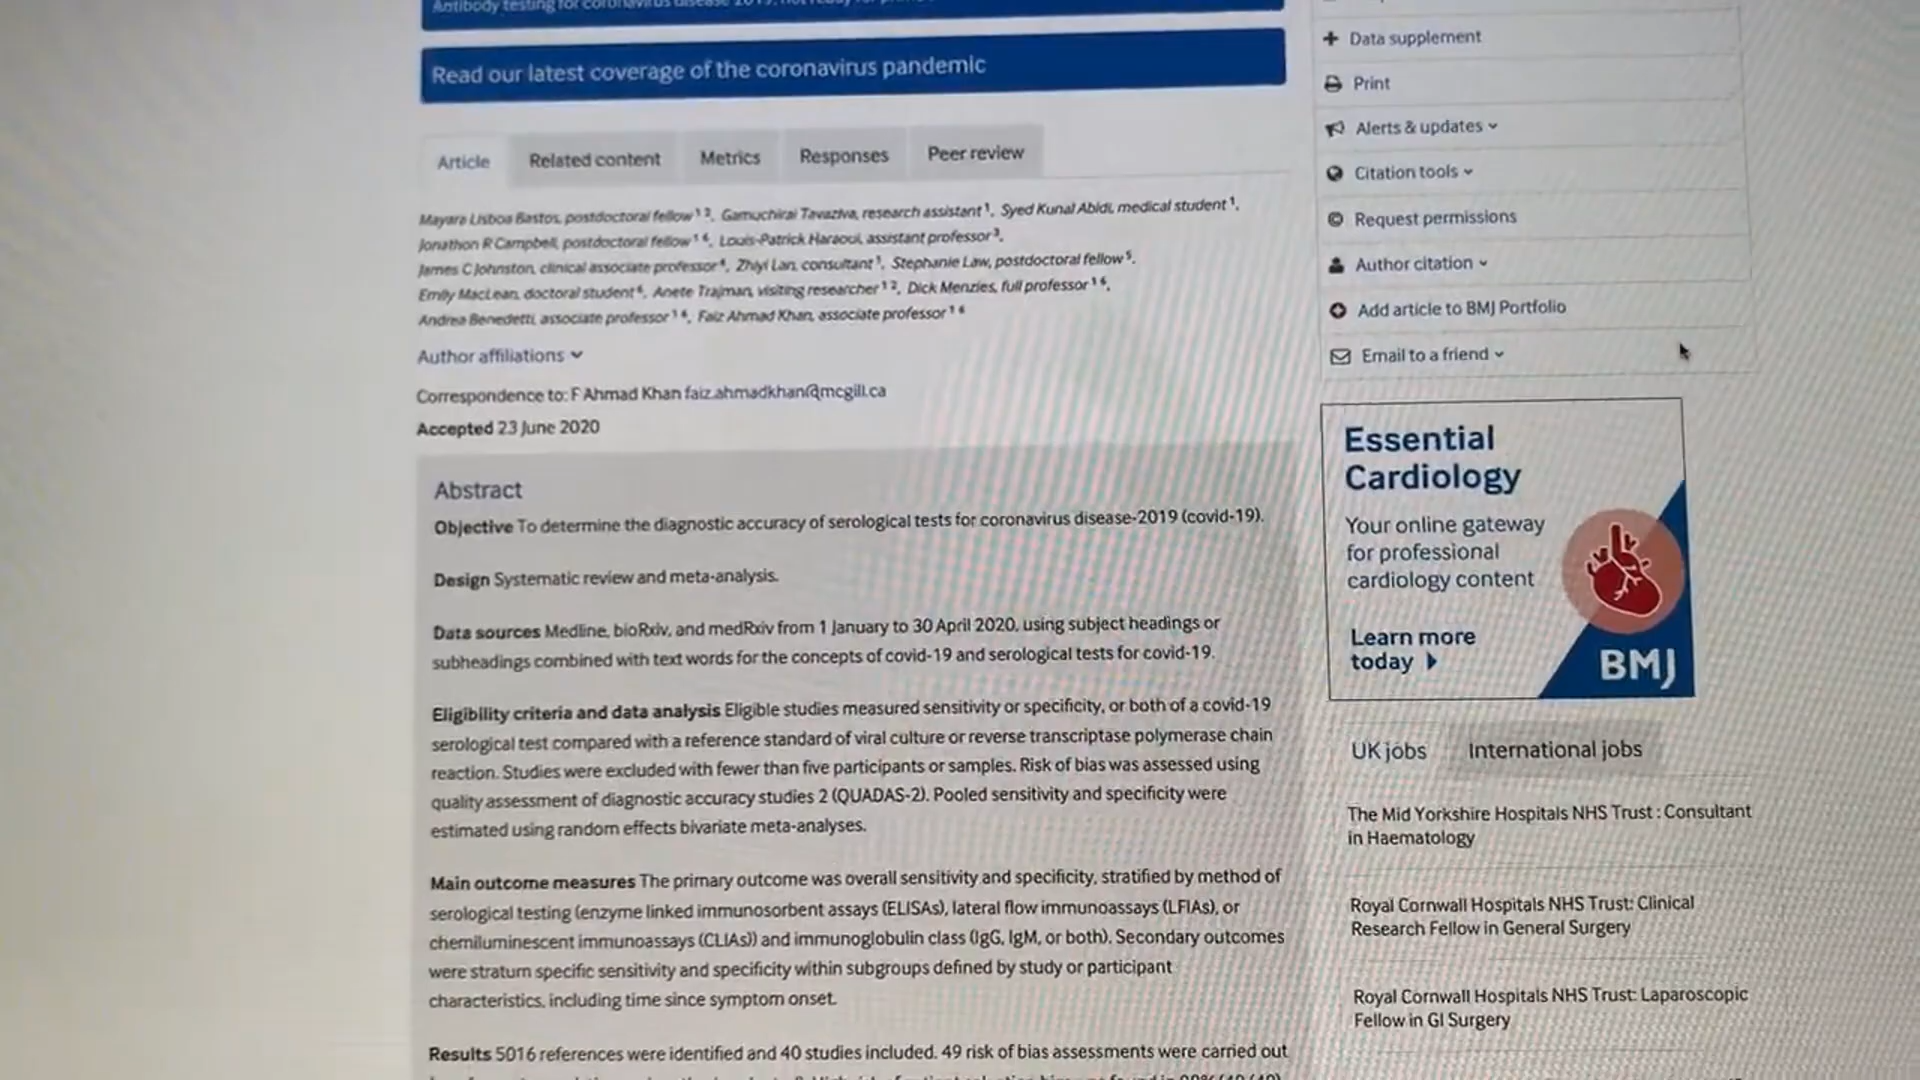 Antibody testing for coronavirus disease 2019: not ready for
Read our latest coverage of the coronavirus pandemic
Article Related content Metrics Responses Peer review
Mayara Lisboa Bastos, postdoctoral fellow 1 2, Gamuchirai Tavaziva, research assistant 1, Syed Kunal Abidi, medical student 1,
Jonathon R Campbell, postdoctoral fellow 1 6, Louis-Patrick Haraoui, assistant professor 3,
James C Johnston, clinical associate professor 4, Zhiyi Lan, consultant 1, Stephanie Law, postdoctoral fellow 5,
Emily MacLean, doctoral student 6, Anete Trajman, visiting researcher 1 2, Dick Menzies, full professor 1 6,
Andrea Benedetti, associate professor 1 6, Faiz Ahmad Khan, associate professor 1 6
Author affiliations
Correspondence to: F Ahmad Khan faiz.ahmadkhan@mcgill.ca
Accepted 23 June 2020
Abstract
Objective To determine the diagnostic accuracy of serological tests for coronavirus disease-2019 (covid-19).
Design Systematic review and meta-analysis.
Data sources Medline, bioRxiv, and medRxiv from 1 January to 30 April 2020, using subject headings or
subheadings combined with text words for the concepts of covid-19 and serological tests for covid-19.
Eligibility criteria and data analysis Eligible studies measured sensitivity or specificity, or both of a covid-19
serological test compared with a reference standard of viral culture or reverse transcriptase polymerase chain
reaction. Studies were excluded with fewer than five participants or samples. Risk of bias was assessed using
quality assessment of diagnostic accuracy studies 2 (QUADAS-2). Pooled sensitivity and specificity were
estimated using random effects bivariate meta-analyses.
Main outcome measures The primary outcome was overall sensitivity and specificity, stratified by method of
serological testing (enzyme linked immunosorbent assays (ELISAs), lateral flow immunoassays (LFIAs), or
chemiluminescent immunoassays (CLIAs)) and immunoglobulin class (IgG, IgM, or both). Secondary outcomes
were stratum specific sensitivity and specificity within subgroups defined by study or participant
characteristics, including time since symptom onset.
Results 5016 references were identified and 40 studies included. 49 risk of bias assessments were carried out
Data supplement
Print
Alerts & updates
Citation tools
Request permissions
Author citation
Add article to BMJ Portfolio
Email to a friend
Essential
Cardiology
Your online gateway
for professional
cardiology content
Learn more
today
BMJ
UK jobs International jobs
The Mid Yorkshire Hospitals NHS Trust : Consultant
in Haematology
Royal Cornwall Hospitals NHS Trust: Clinical
Research Fellow in General Surgery
Royal Cornwall Hospitals NHS Trust: Laparoscopic
Fellow in GI Surgery